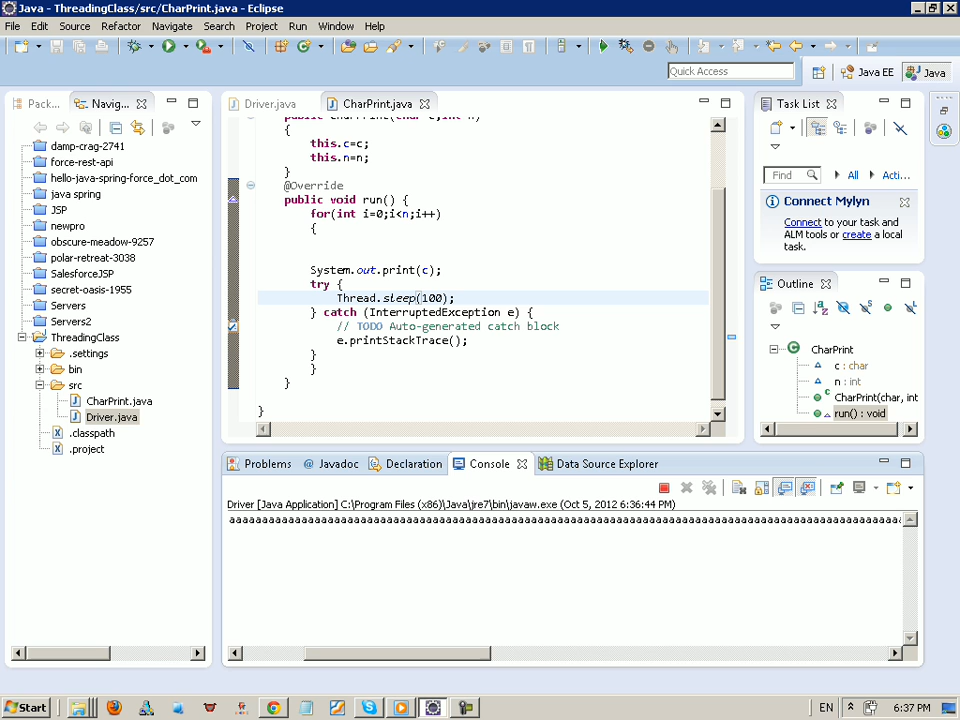 Java - ThreadingClass/src/CharPrint.java - Eclipse
File Edit Source Refactor Navigate Search Project Run Window Help
Quick Access
Java EE
Java
Pack...
Navig...
damp-crag-2741
force-rest-api
hello-java-spring-force_dot_com
java spring
JSP
newpro
obscure-meadow-9257
polar-retreat-3038
SalesforceJSP
secret-oasis-1955
Servers
Servers2
ThreadingClass
.settings
bin
src
CharPrint.java
Driver.java
.classpath
.project
Driver.java
CharPrint.java
public CharPrint(char c,int n)
{
this.c=c;
this.n=n;
}
@Override
public void run() {
for(int i=0;i<n;i++)
{
System.out.print(c);
try {
Thread.sleep(100);
} catch (InterruptedException e) {
// TODO Auto-generated catch block
e.printStackTrace();
}
}
}
}
Task List
Find
All
Acti...
Connect Mylyn
Connect to your task and
ALM tools or create a local
task.
Outline
CharPrint
c : char
n : int
CharPrint(char, int
run() : void
Problems @ Javadoc Declaration Console Data Source Explorer
Driver [Java Application] C:\Program Files (x86)\Java\jre7\bin\javaw.exe (Oct 5, 2012 6:36:44 PM)
Start
EN
6:37 PM